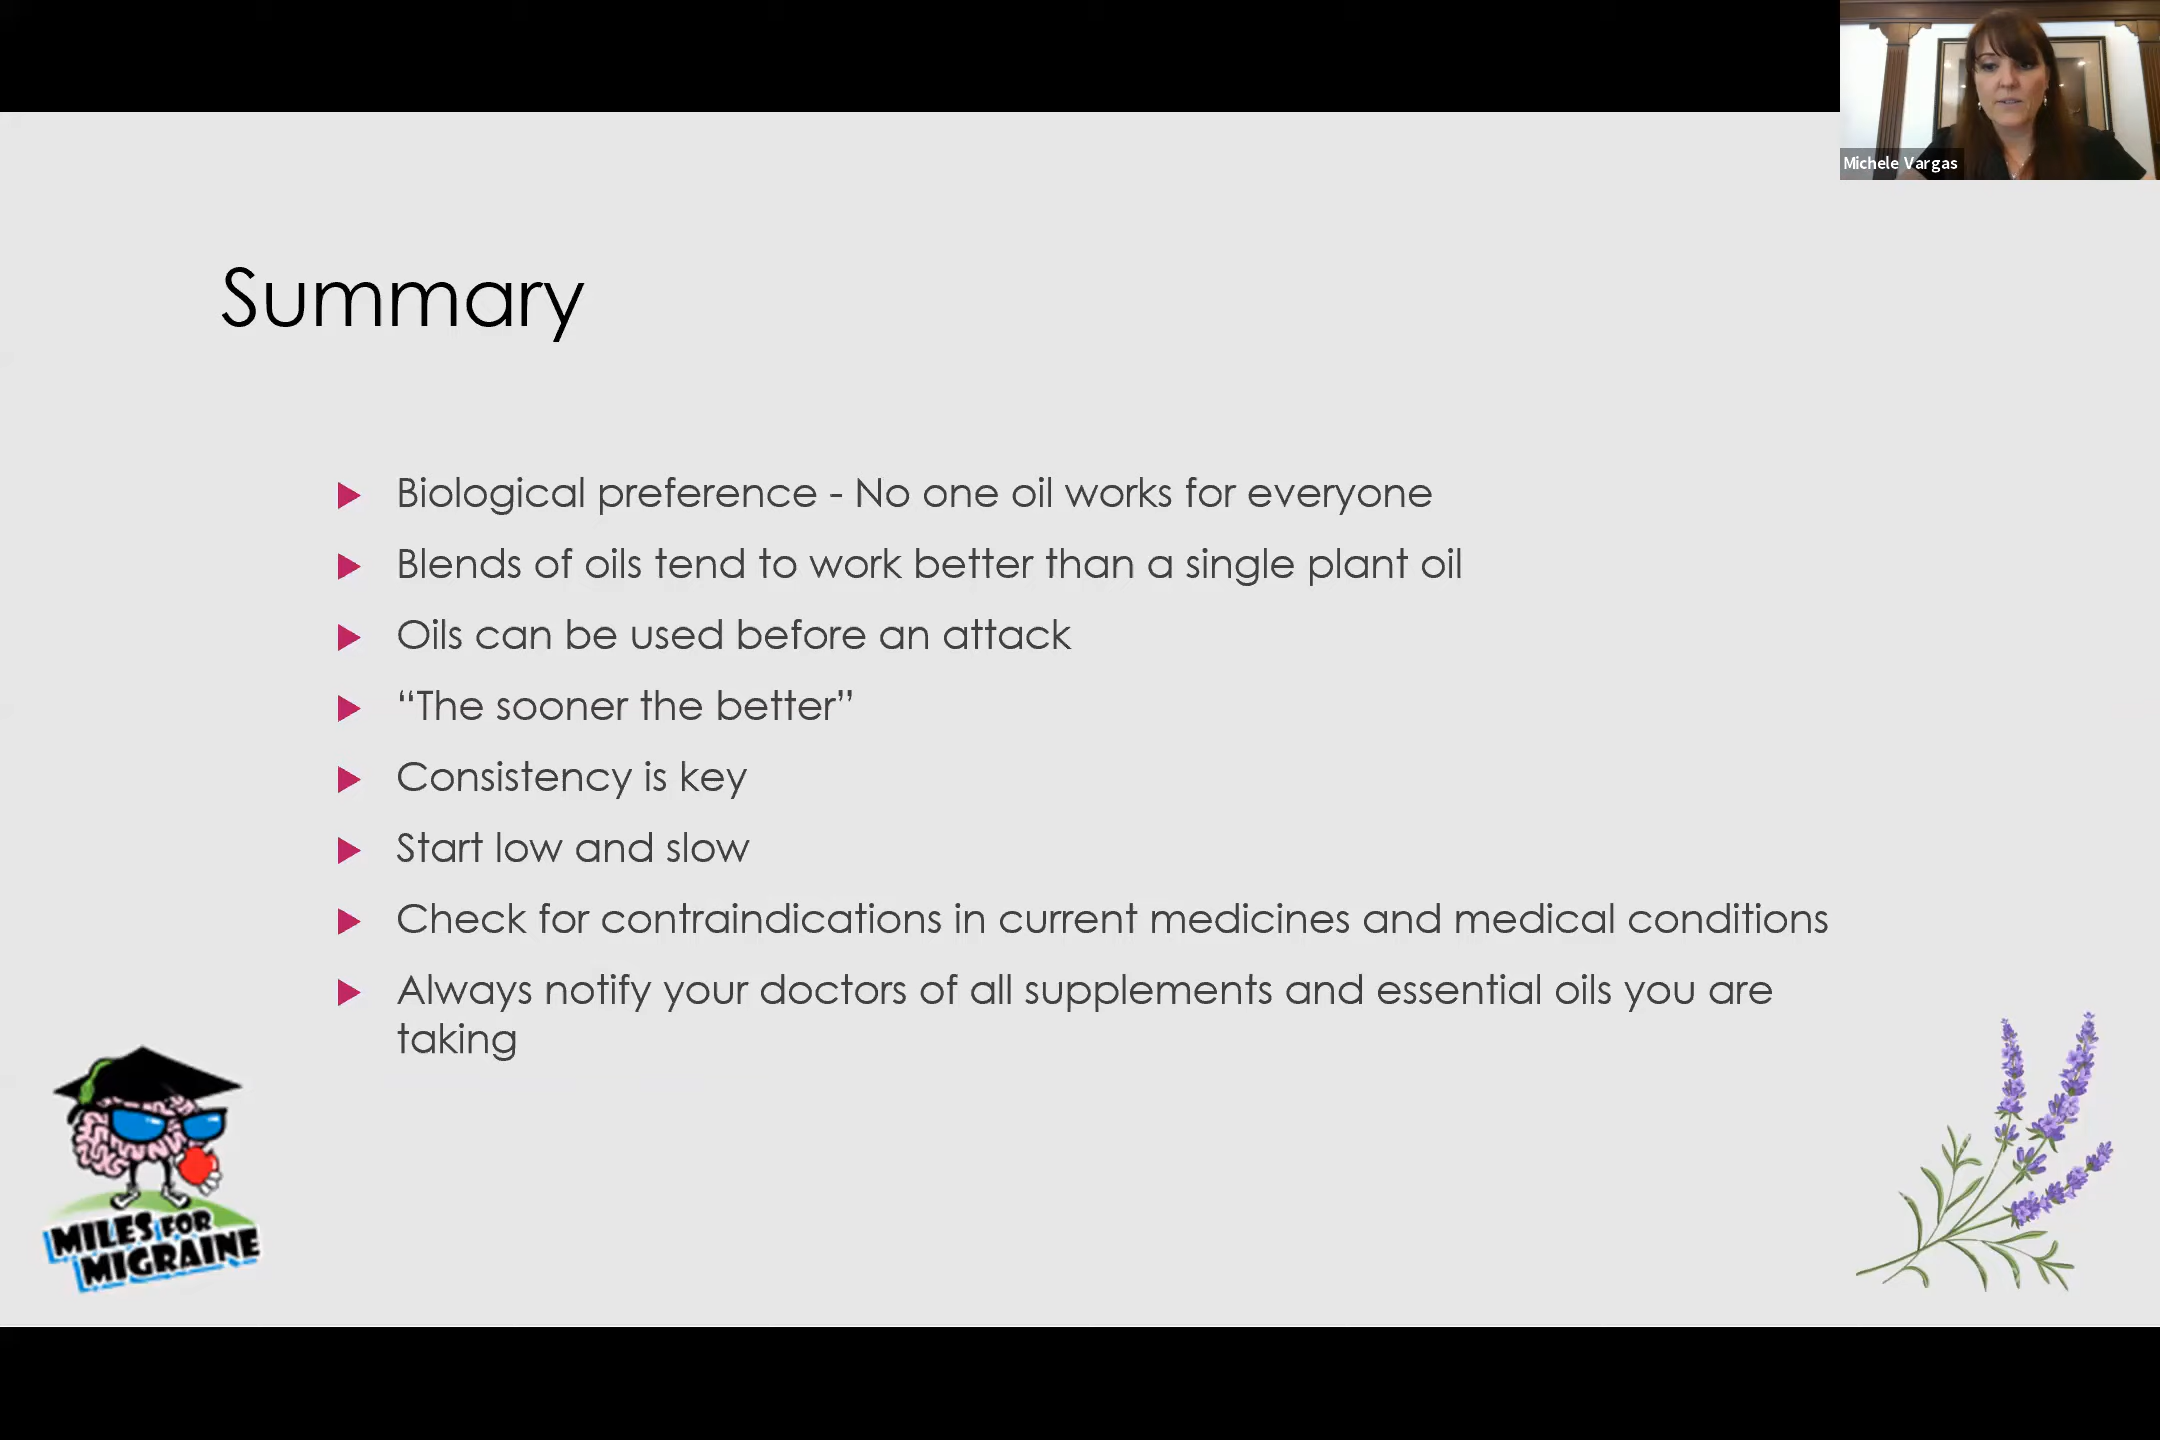 Michele Vargas
Summary
Biological preference - No one oil works for everyone
Blends of oils tend to work better than a single plant oil
Oils can be used before an attack
“The sooner the better”
Consistency is key
Start low and slow
Check for contraindications in current medicines and medical conditions
Always notify your doctors of all supplements and essential oils you are
taking
MILES FOR
MIGRAINE